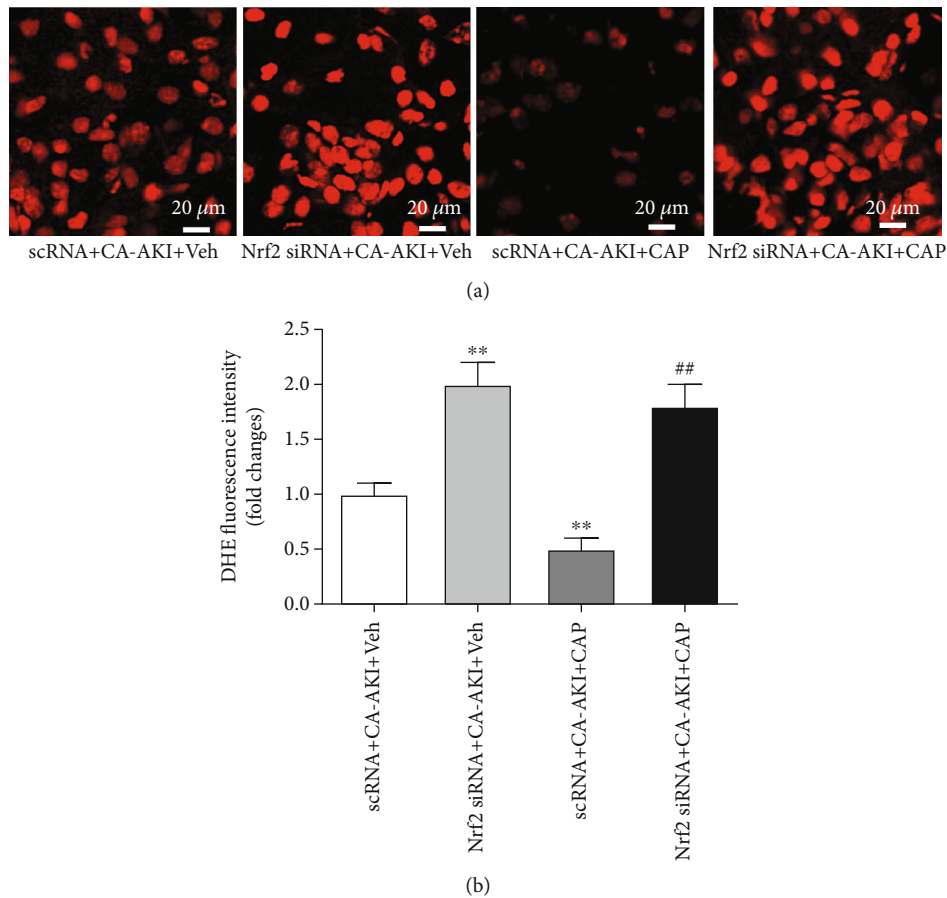 20 μm
20 μm
20 μm
20 μm
scRNA+CA-AKI+Veh
Nrf2 siRNA+CA-AKI+Veh
scRNA+CA-AKI+CAP
Nrf2 siRNA+CA-AKI+CAP
(a)
DHE fluorescence intensity
(fold changes)
2.5
2.0
1.5
1.0
0.5
0.0
**
**
##
scRNA+CA-AKI+Veh
Nrf2 siRNA+CA-AKI+Veh
scRNA+CA-AKI+CAP
Nrf2 siRNA+CA-AKI+CAP
(b)